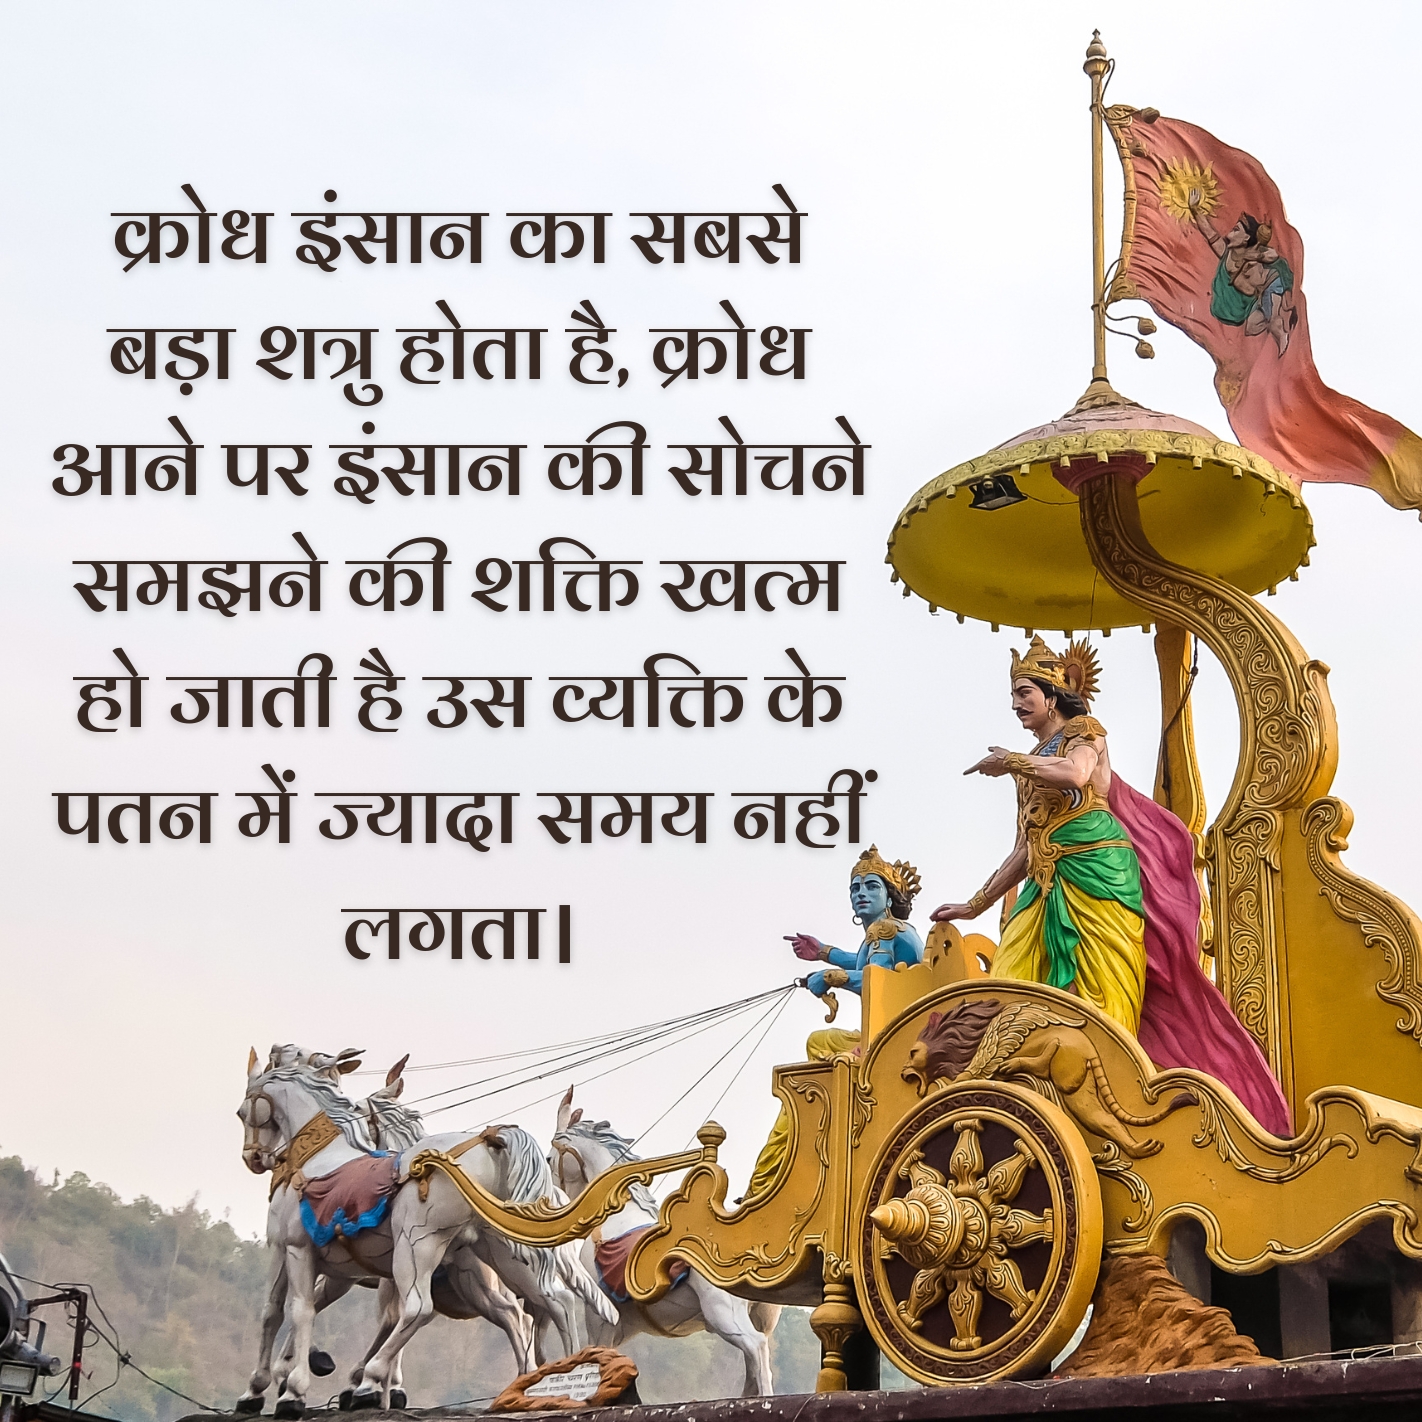 क्रोध इंसान का सबसे
बड़ा शत्रु होता है, क्रोध
आने पर इंसान की सोचने
समझने की शक्ति खत्म
हो जाती है उस व्यक्ति के
पतन में ज्यादा समय नहीं
लगता।